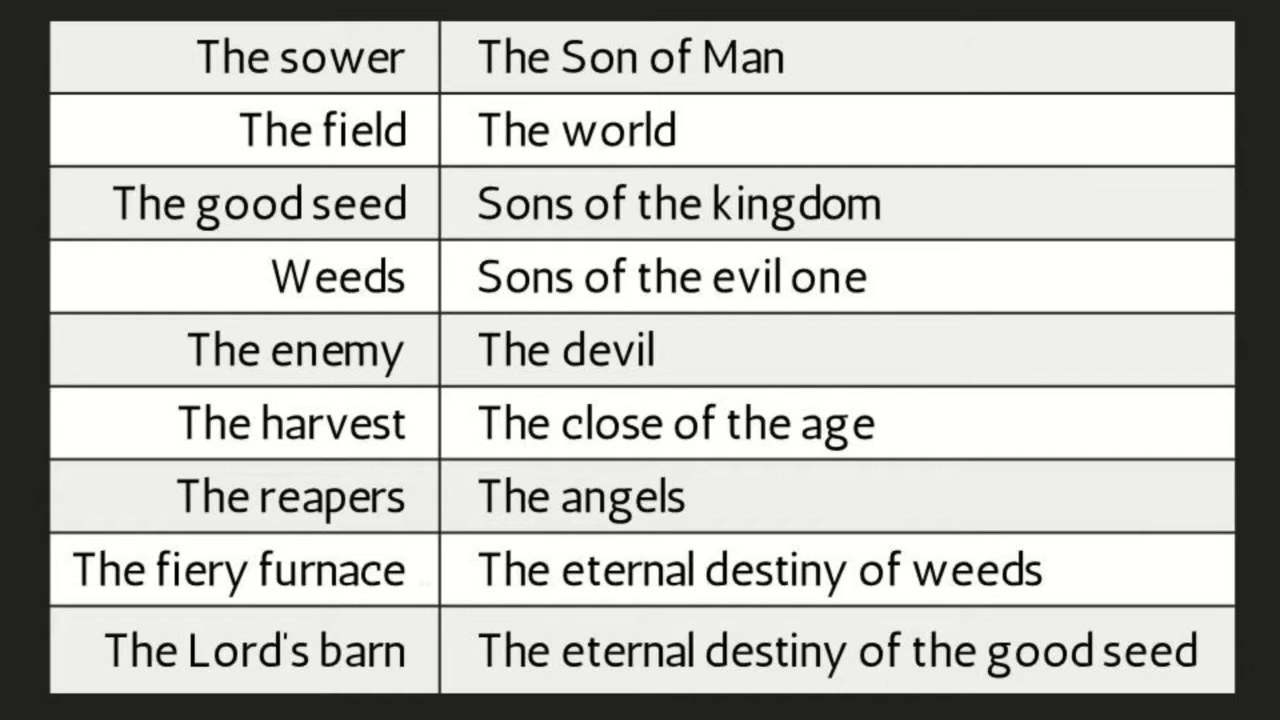 The sower The Son of Man
The field The world
The good seed Sons of the kingdom
Weeds Sons of the evil one
The enemy The devil
The harvest The close of the age
The reapers The angels
The fiery furnace The eternal destiny of weeds
The Lord's barn The eternal destiny of the good seed